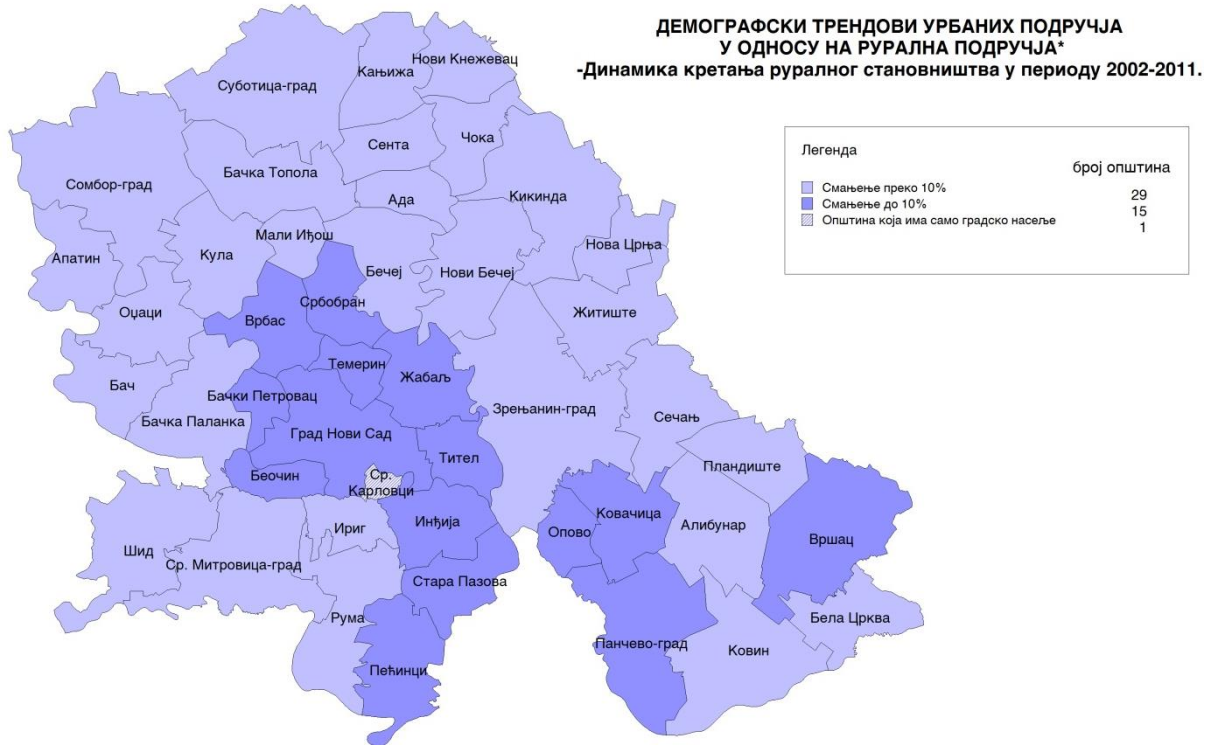 ДЕМОГРАФСКИ ТРЕНДОВИ УРБАНИХ ПОДРУЧЈА
У ОДНОСУ НА РУРАЛНА ПОДРУЧЈА*
-Динамика кретања руралног становништва у периоду 2002-2011.
Легенда
број општина
Смањење преко 10% 29
Смањење до 10% 15
Општина која има само градско насеље 1
Суботица-град
Кањижа
Нови Кнежевац
Сента
Чока
Сомбор-град
Бачка Топола
Ада
Кикинда
Апатин
Кула
Мали Иђош
Бечеј
Нови Бечеј
Нова Црња
Оџаци
Врбас
Србобран
Житиште
Темерин
Жабаљ
Бач
Бачки Петровац
Бачка Паланка
Зрењанин-град
Сечањ
Град Нови Сад
Тител
Пландиште
Беочин
Ср.
Карловци
Ковачица
Опово
Алибунар
Вршац
Шид
Ср. Митровица-град
Ириг
Инђија
Стара Пазова
Рума
Бела Црква
Панчево-град
Ковин
Пећинци